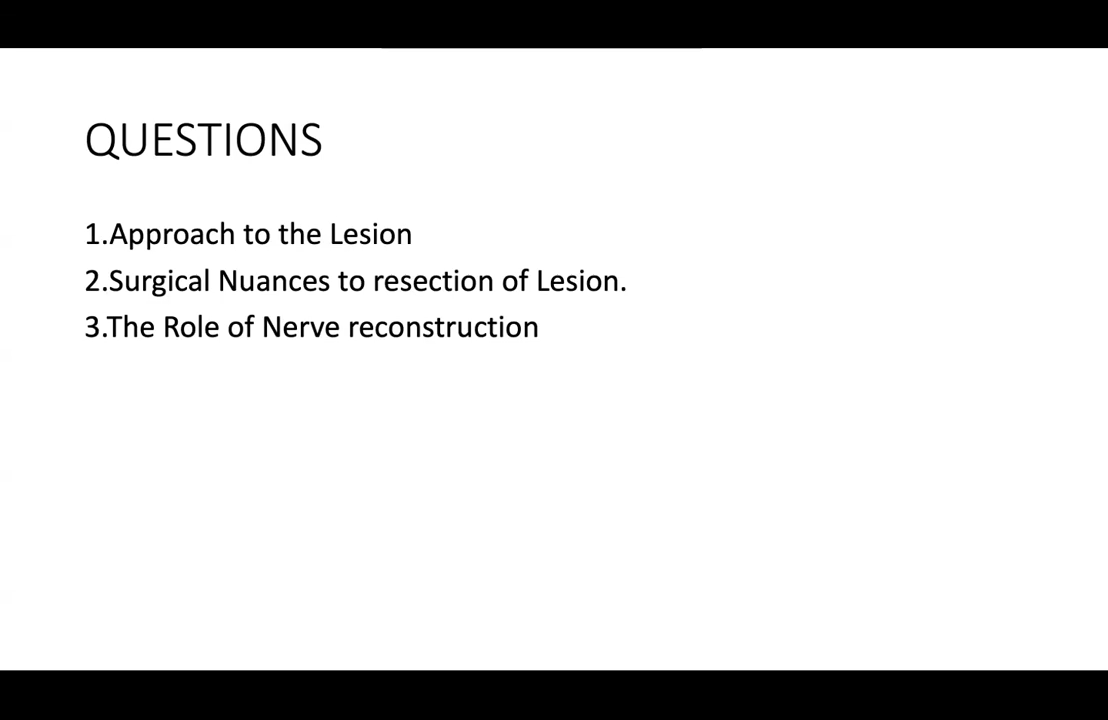 QUESTIONS
1.Approach to the Lesion
2.Surgical Nuances to resection of Lesion.
3.The Role of Nerve reconstruction